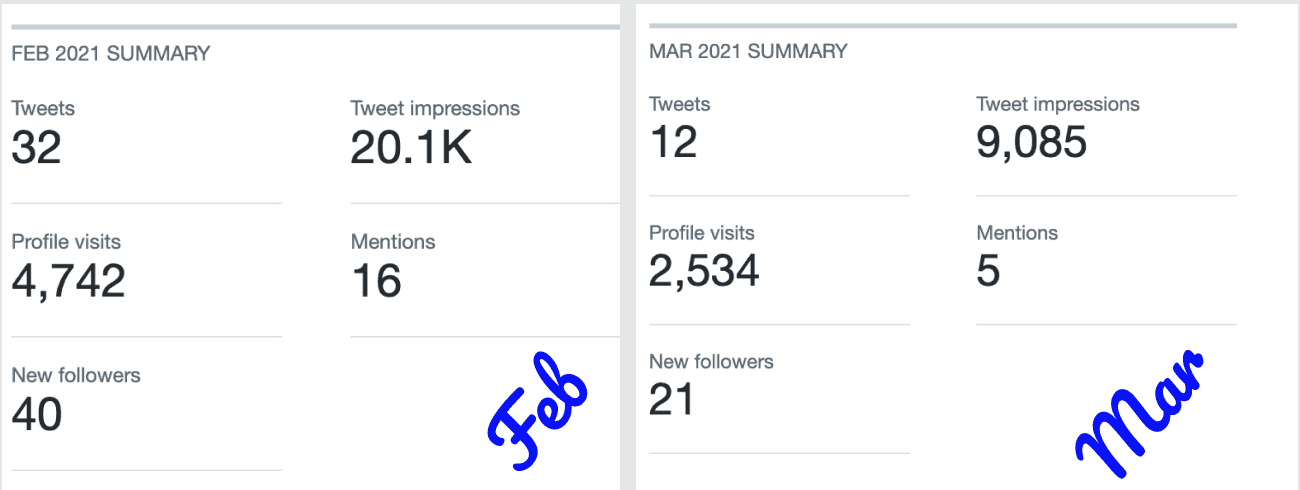 FEB 2021 SUMMARY
Tweets
32
Tweet impressions
20.1K
Profile visits
4,742
Mentions
16
New followers
40
Feb
MAR 2021 SUMMARY
Tweets
12
Tweet impressions
9,085
Profile visits
2,534
Mentions
5
New followers
21
Mar